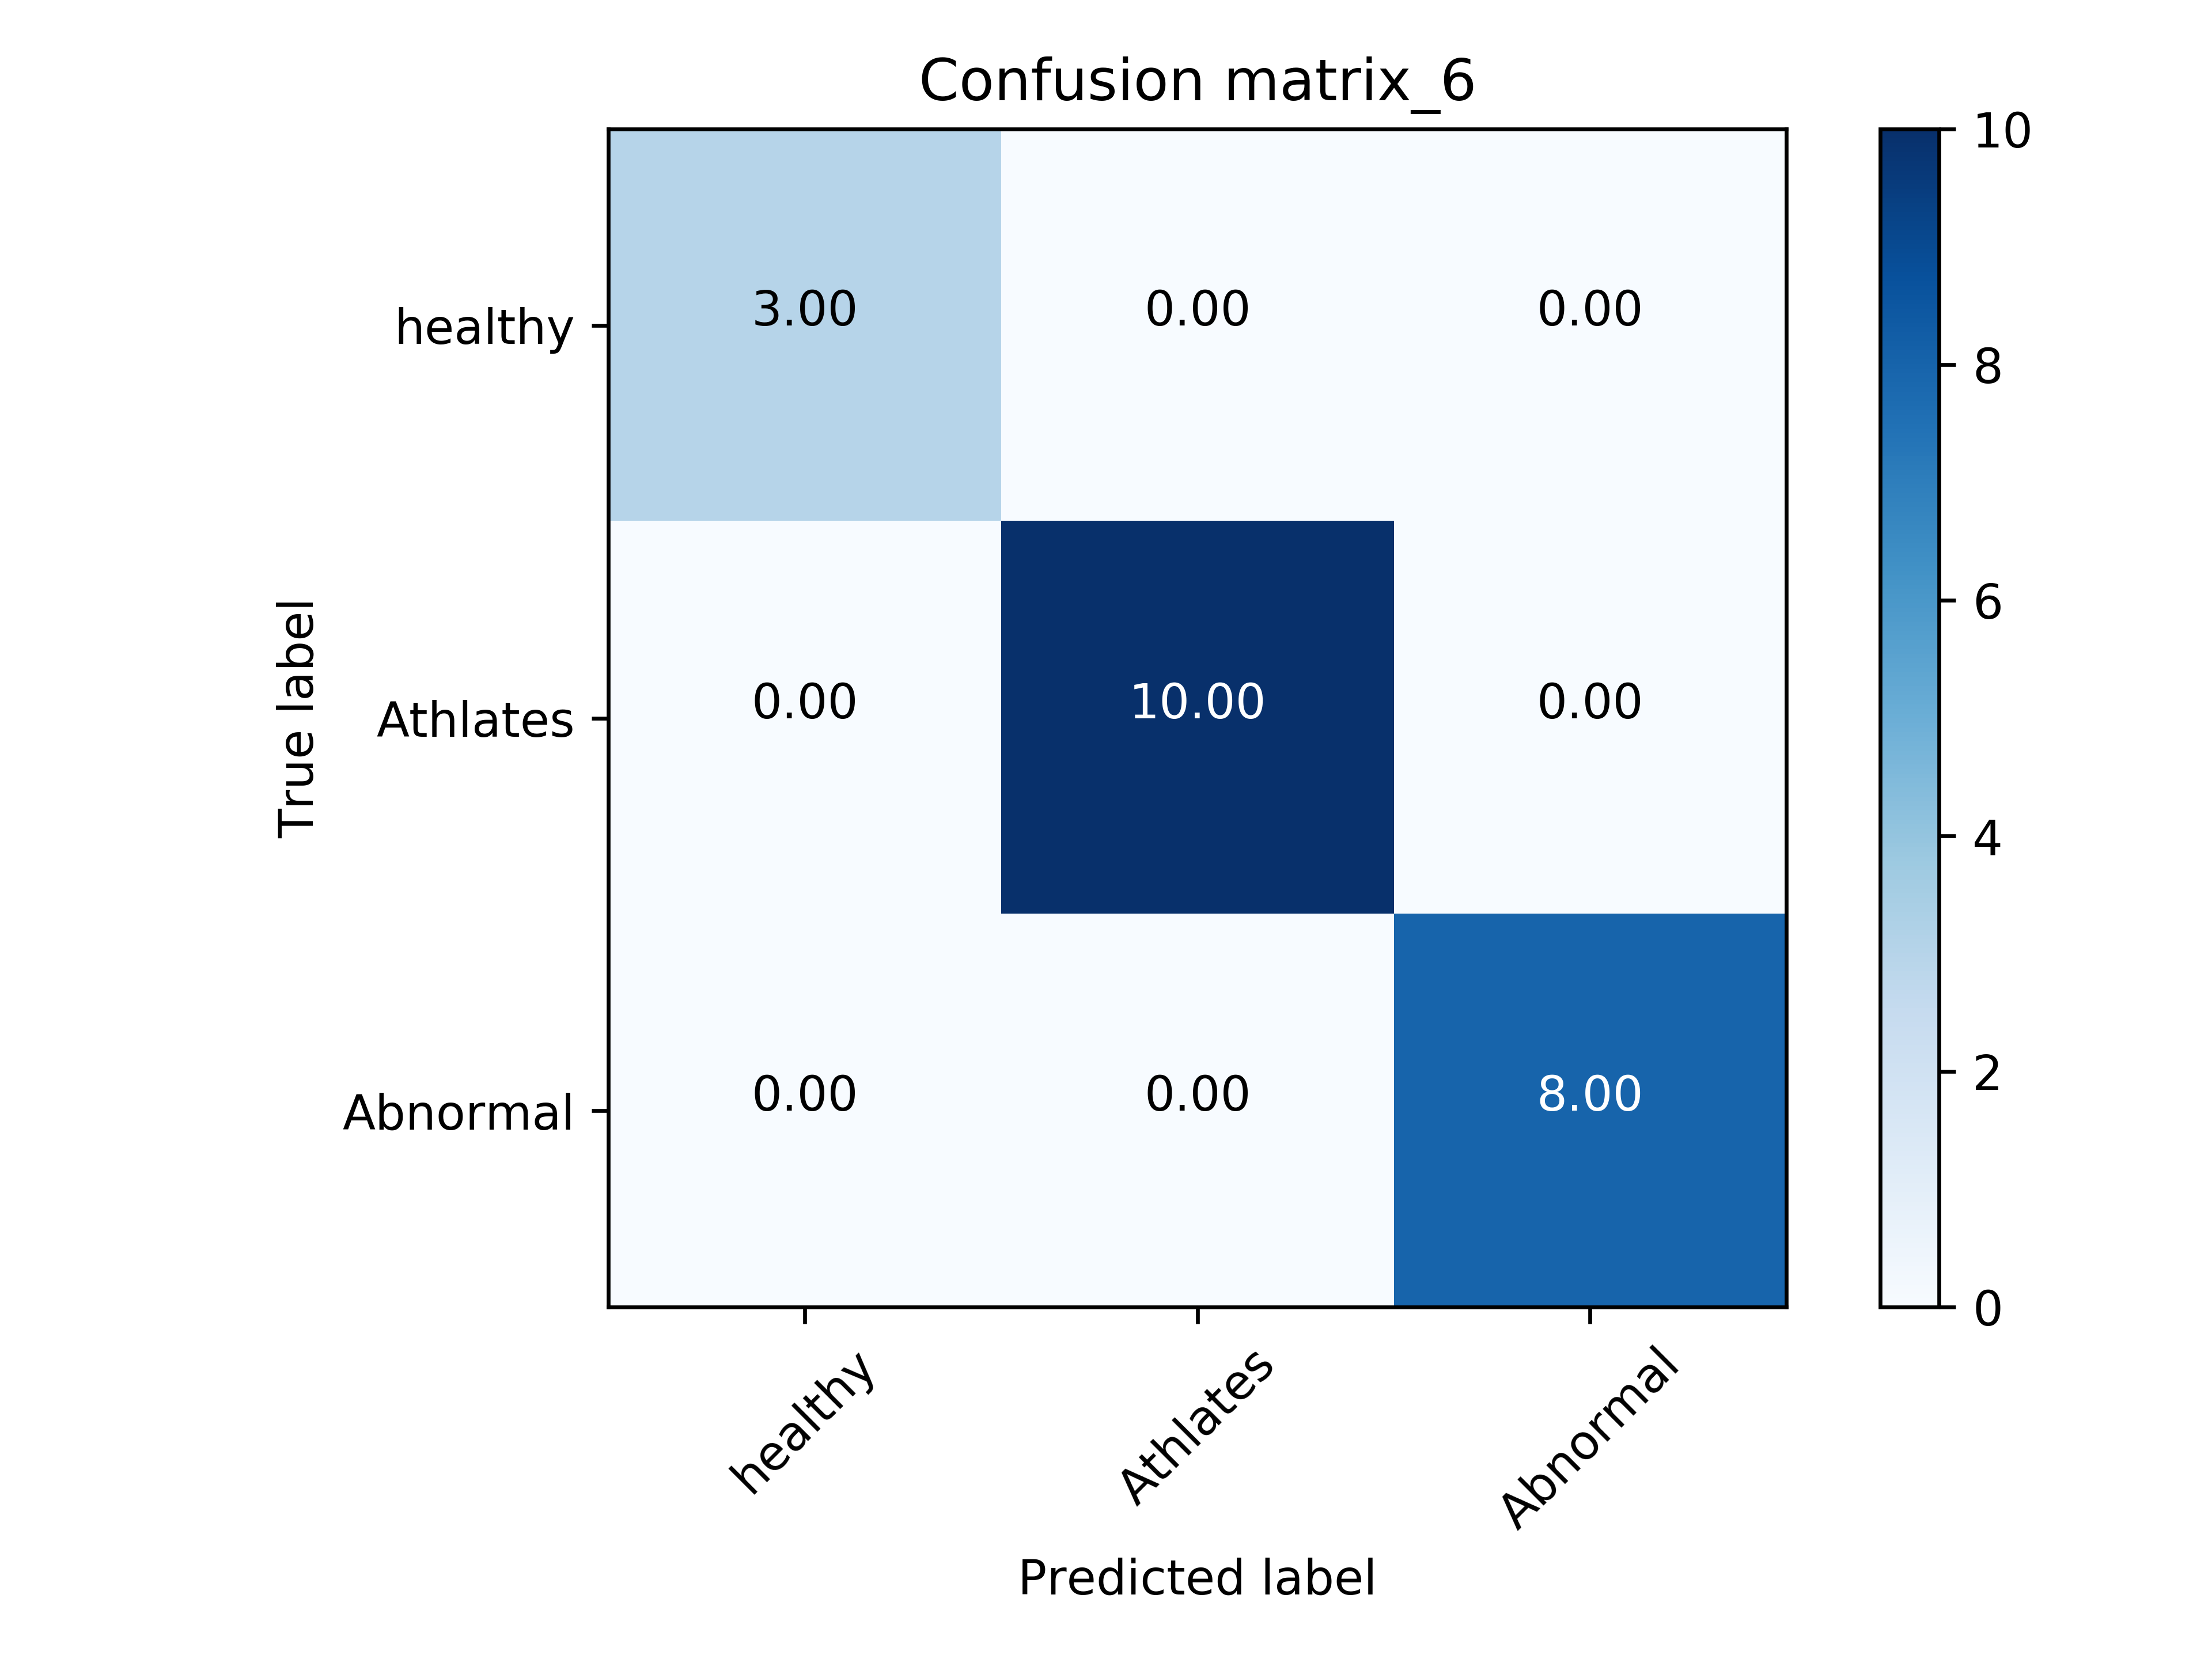 Confusion matrix_6
True label
healthy
Athlates
Abnormal
3.00 0.00 0.00
0.00 10.00 0.00
0.00 0.00 8.00
healthy
Athlates
Abnormal
Predicted label
10
8
6
4
2
0